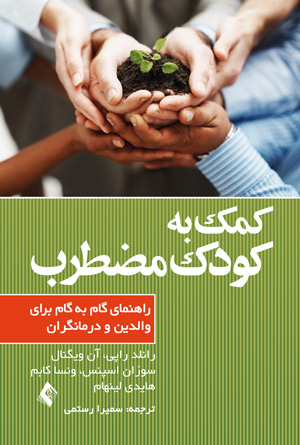 کمک به
کودک مضطرب
راهنمای گام به گام برای
والدین و درمانگران
رانلد راپی، آن ویگنال
سوزان اسپنس، ونسا کابم
هایدی لینهام
ترجمه: سمیرا رستمی